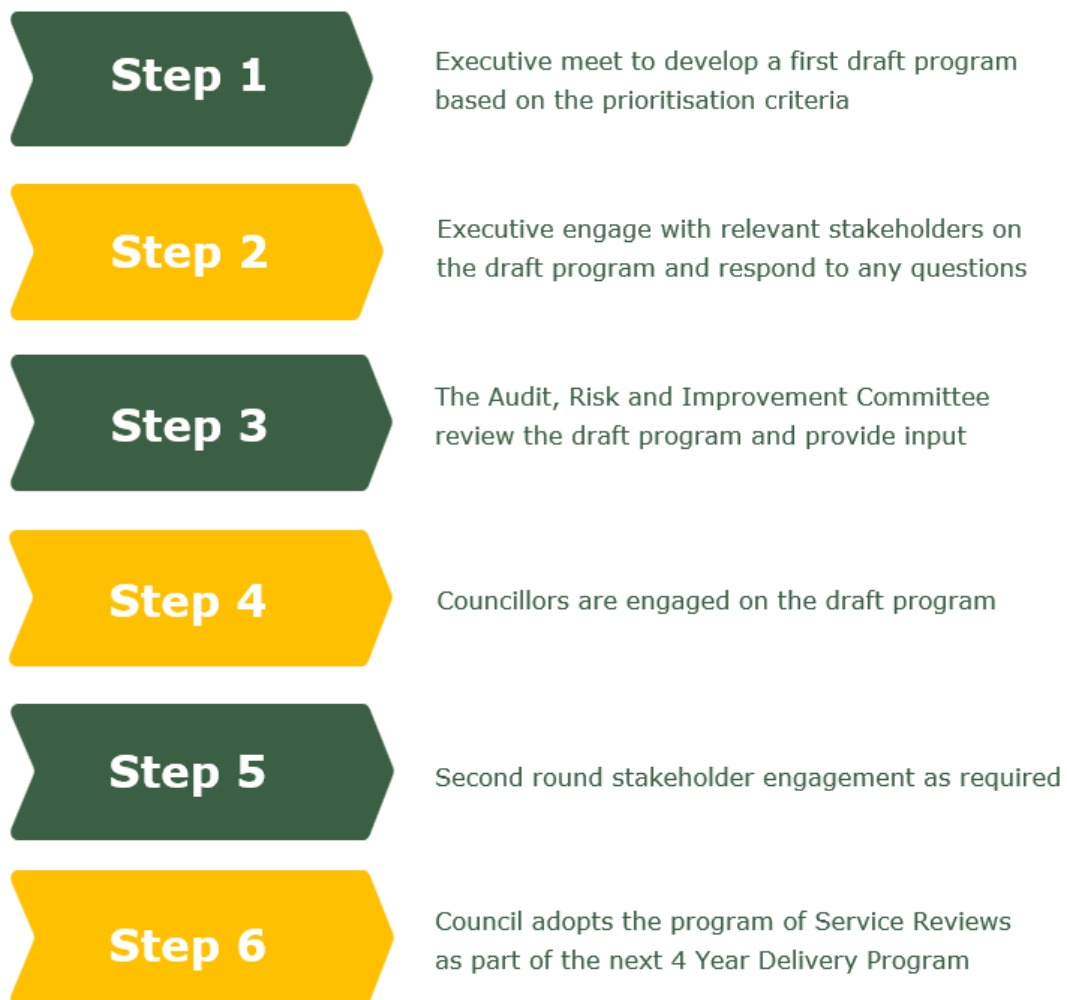 Step 1
Executive meet to develop a first draft program
based on the prioritisation criteria
Step 2
Executive engage with relevant stakeholders on
the draft program and respond to any questions
Step 3
The Audit, Risk and Improvement Committee
review the draft program and provide input
Step 4
Councillors are engaged on the draft program
Step 5
Second round stakeholder engagement as required
Step 6
Council adopts the program of Service Reviews
as part of the next 4 Year Delivery Program